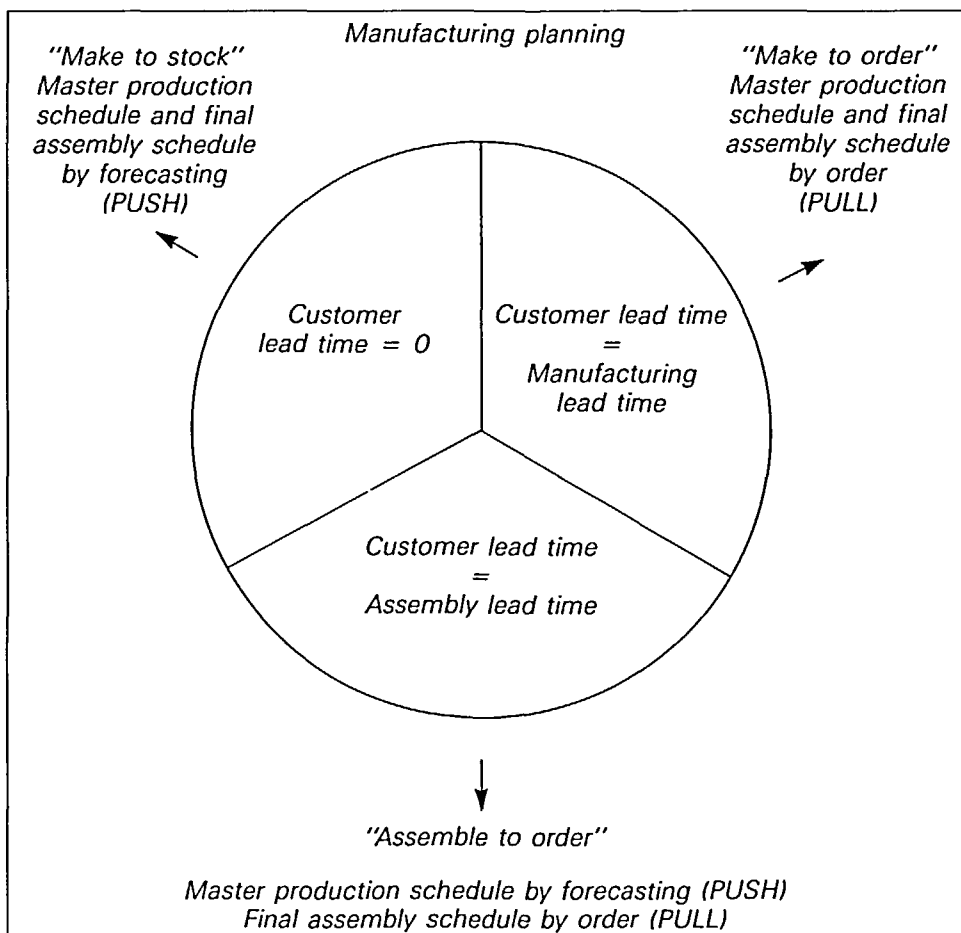 Manufacturing planning
"Make to stock"
Master production
schedule and final
assembly schedule
by forecasting
(PUSH)
"Make to order"
Master production
schedule and final
assembly schedule
by order
(PULL)
Customer
lead time = 0
Customer lead time
=
Manufacturing
lead time
Customer lead time
=
Assembly lead time
"Assemble to order"
Master production schedule by forecasting (PUSH)
Final assembly schedule by order (PULL)